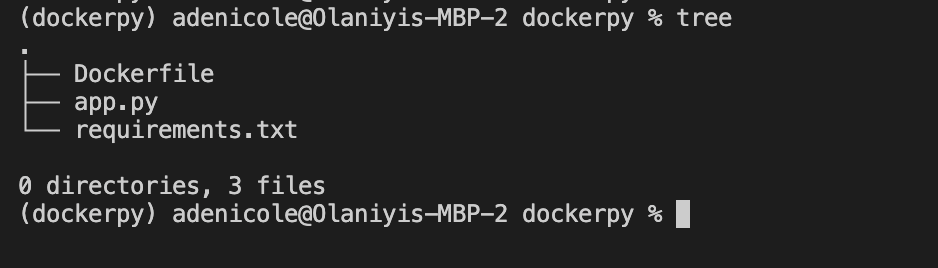 (dockerpy) adenicole@Olaniyis-MBP-2 dockerpy % tree
.
├── Dockerfile
├── app.py
└── requirements.txt
0 directories, 3 files
(dockerpy) adenicole@Olaniyis-MBP-2 dockerpy %